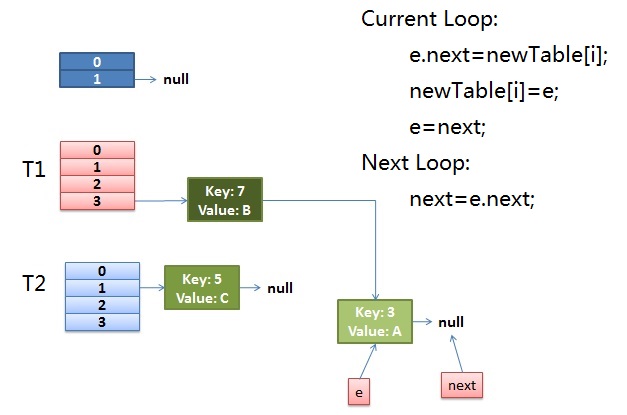 Current Loop:
e.next=newTable[i];
newTable[i]=e;
e=next;
Next Loop:
next=e.next;
0
1
null
T1
0
1
2
3
Key: 7
Value: B
T2
0
1
2
3
Key: 5
Value: C
null
Key: 3
Value: A
null
e
next